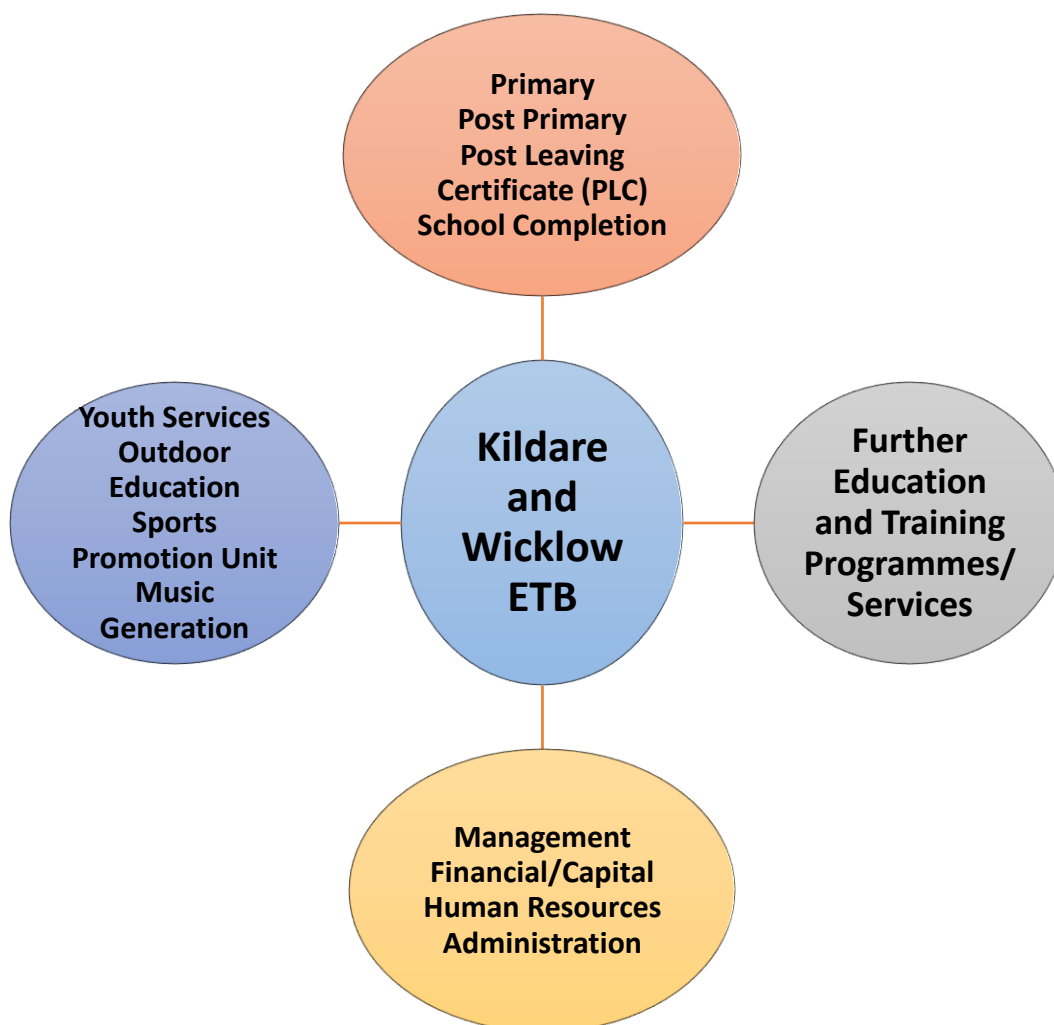 Primary
Post Primary
Post Leaving
Certificate (PLC)
School Completion
Youth Services
Outdoor
Education
Sports
Promotion Unit
Music
Generation
Kildare
and
Wicklow
ETB
Further
Education
and Training
Programmes/
Services
Management
Financial/Capital
Human Resources
Administration